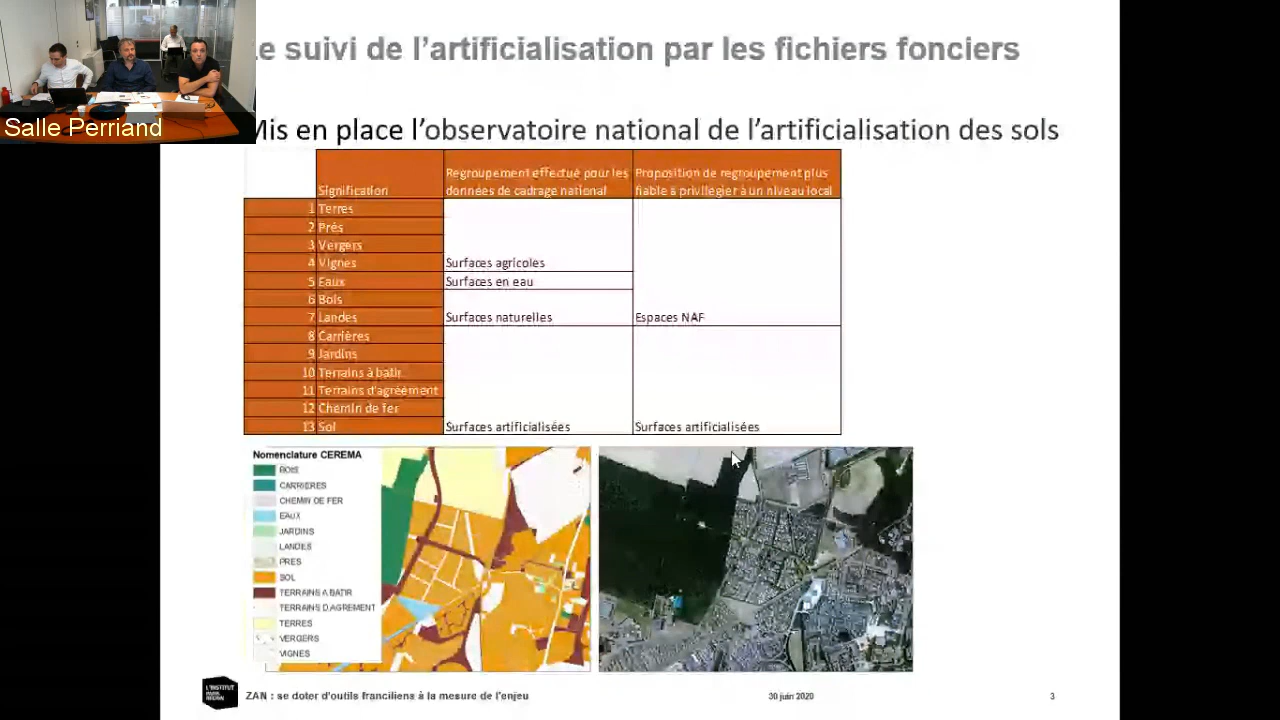 e suivi de l'artificialisation par les fichiers fonciers
Salle Perriand
Mis en place l'observatoire national de l'artificialisation des sols
Signification
Regroupement effectué pour les données de cadrage national
Proposition de regroupement plus fiable à privilégier à un niveau local
1 Terres
2 Prés
3 Vergers
4 Vignes Surfaces agricoles
5 Eaux Surfaces en eau
6 Bois
7 Landes Surfaces naturelles Espaces NAF
8 Carrières
9 Jardins
10 Terrains à batir
11 Terrains d'agrèément
12 Chemin de fer
13 Sol Surfaces artificialisées Surfaces artificialisées
Nomenclature CEREMA
BOIS
CARRIERES
CHEMIN DE FER
EAUX
JARDINS
LANDES
PRES
SOL
TERRAINS A BATIR
TERRAINS D'AGREMENT
TERRES
VERGERS
VIGNES
L'INSTITUT PARIS REGION
ZAN : se doter d'outils franciliens à la mesure de l'enjeu 30 juin 2020 3